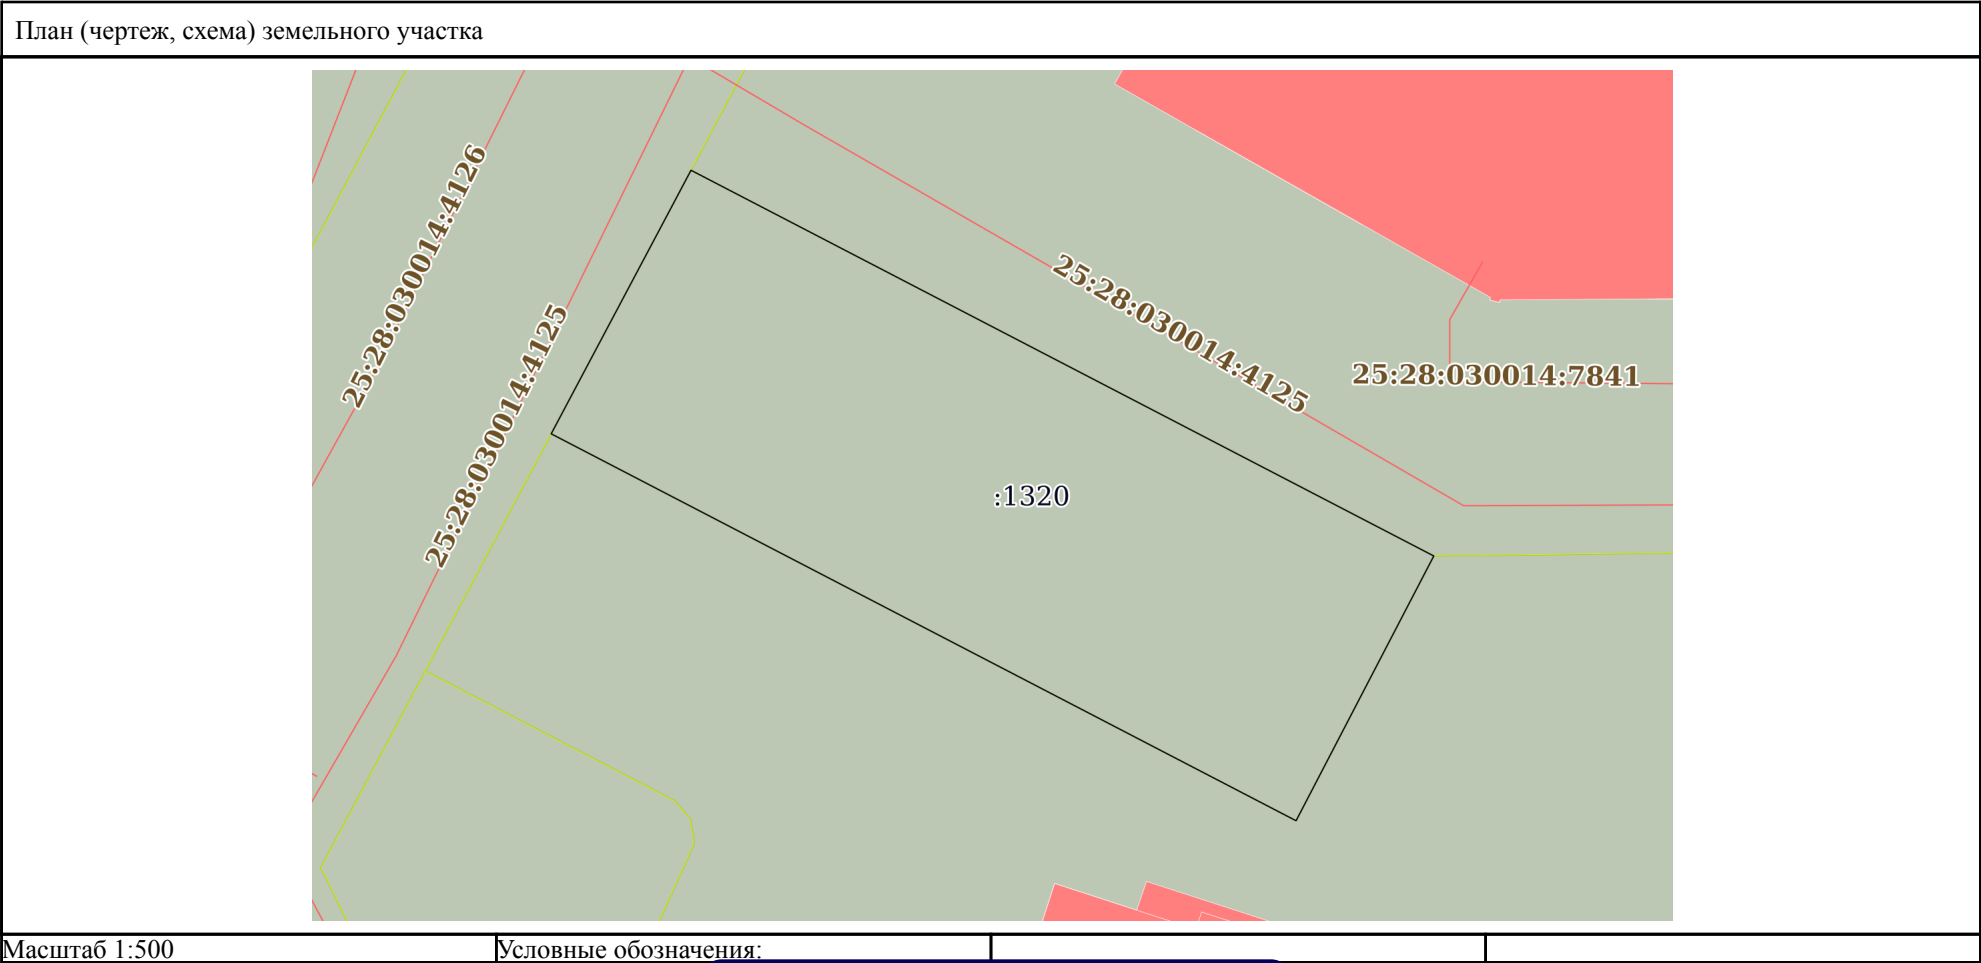 План (чертеж, схема) земельного участка
25:28:030014:4126
25:28:030014:4125
25:28:030014:4125
25:28:030014:7841
:1320
Масштаб 1:500
Условные обозначения: